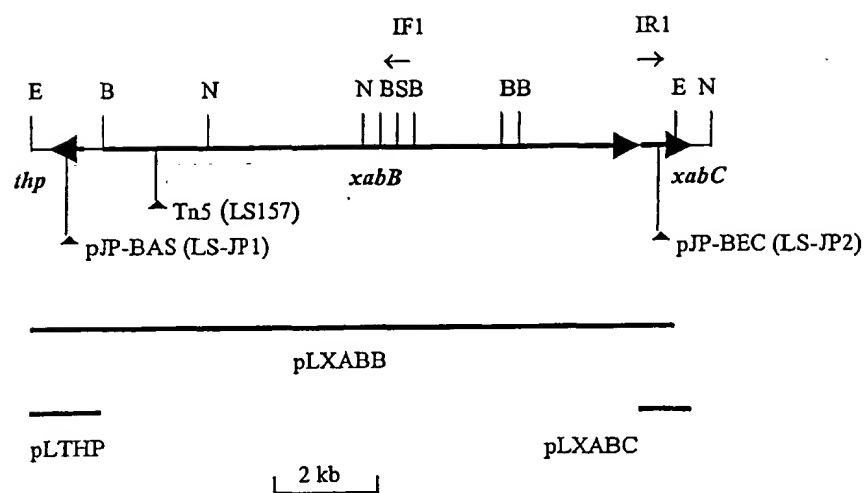 IF1 IR1
← →
E B N N B S B B B E N
thp xabB xabC
Tn5 (LS157)
pJP-BAS (LS-JP1) pJP-BEC (LS-JP2)
pLXABB
pLTHP pLXABC
2 kb